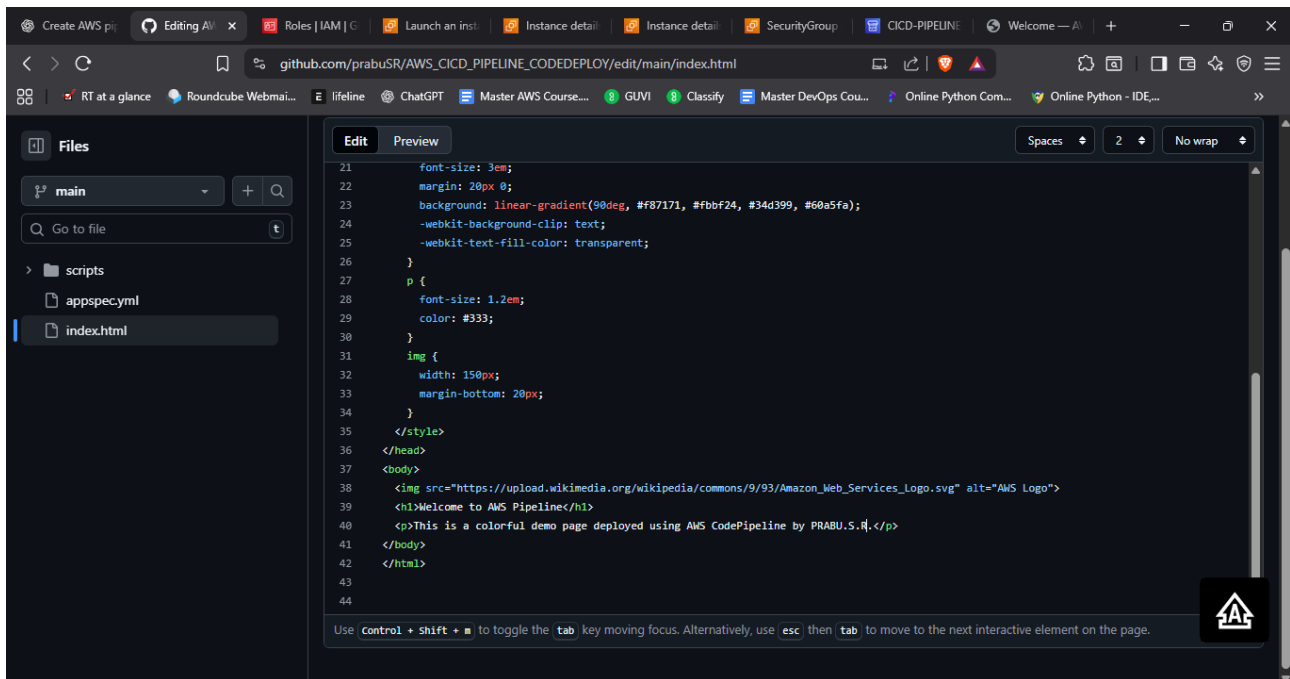 Create AWS pip
Editing AW
Roles | IAM | G
Launch an inst
Instance detail
Instance detail
SecurityGroup
CICD-PIPELINE
Welcome — A
github.com/prabuSR/AWS_CICD_PIPELINE_CODEDEPLOY/edit/main/index.html
RT at a glance
Roundcube Webmai...
lifeline
ChatGPT
Master AWS Course....
GUVI
Classify
Master DevOps Cou...
Online Python Com...
Online Python - IDE,...
Files
main
Go to file
t
scripts
appspec.yml
index.html
Edit
Preview
Spaces
2
No wrap
21 font-size: 3em;
22 margin: 20px 0;
23 background: linear-gradient(90deg, #f87171, #fbbf24, #34d399, #60a5fa);
24 -webkit-background-clip: text;
25 -webkit-text-fill-color: transparent;
26 }
27 p {
28 font-size: 1.2em;
29 color: #333;
30 }
31 img {
32 width: 150px;
33 margin-bottom: 20px;
34 }
35 </style>
36 </head>
37 <body>
38 <img src="https://upload.wikimedia.org/wikipedia/commons/9/93/Amazon_Web_Services_Logo.svg" alt="AWS Logo">
39 <h1>Welcome to AWS Pipeline</h1>
40 <p>This is a colorful demo page deployed using AWS CodePipeline by PRABU.S.R.</p>
41 </body>
42 </html>
43
44
Use Control + Shift + m to toggle the tab key moving focus. Alternatively, use esc then tab to move to the next interactive element on the page.